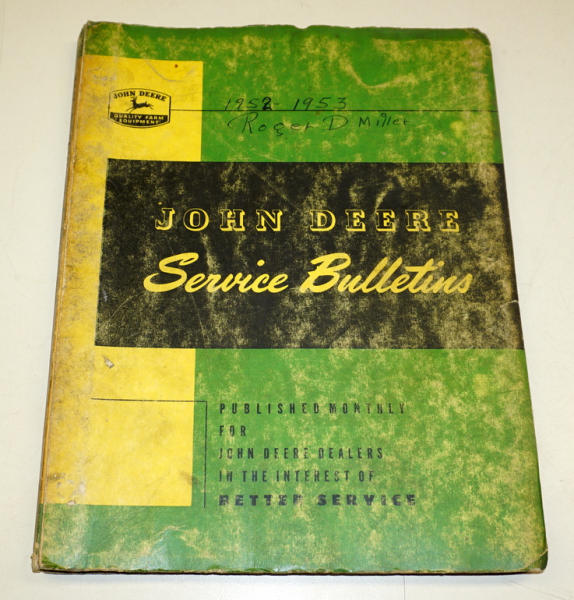 JOHN DEERE
QUALITY FARM
EQUIPMENT
1952-1953
Roger D Miller
JOHN DEERE
Service Bulletins
PUBLISHED MONTHLY
FOR
JOHN DEERE DEALERS
IN THE INTEREST OF
BETTER SERVICE